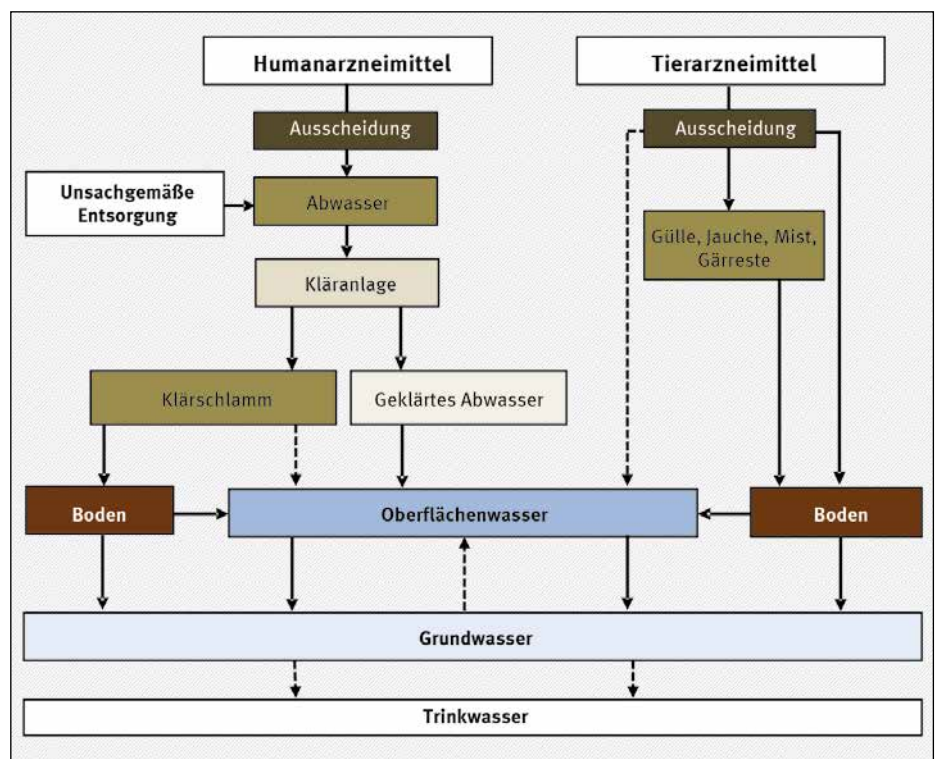 Humanarzneimittel
Tierarzneimittel
Ausscheidung
Ausscheidung
Unsachgemäße
Entsorgung
Abwasser
Gülle, Jauche, Mist,
Gärreste
Kläranlage
Klärschlamm
Geklärtes Abwasser
Boden
Oberflächenwasser
Boden
Grundwasser
Trinkwasser